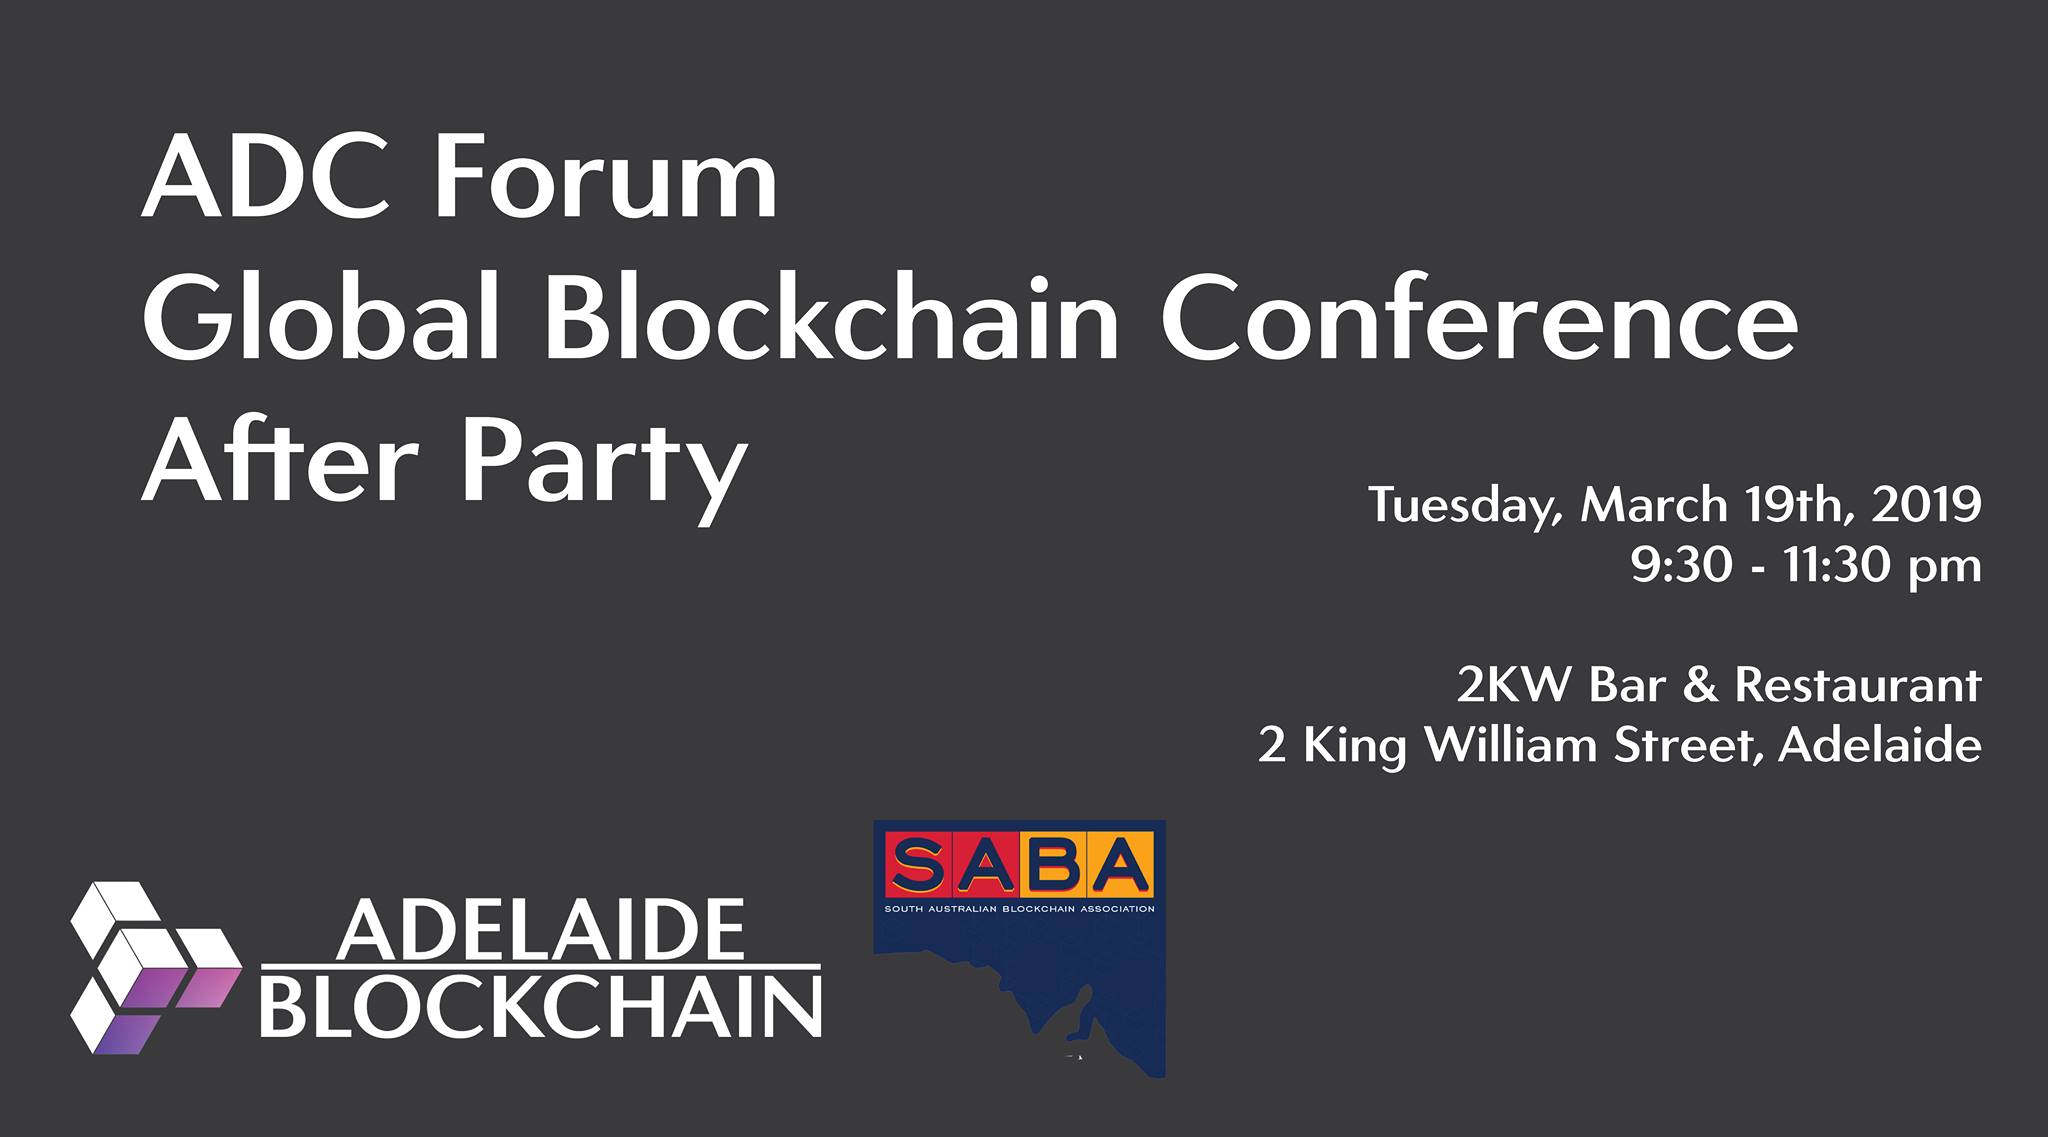 ADC Forum
Global Blockchain Conference
After Party
Tuesday, March 19th, 2019
9:30 - 11:30 pm
2KW Bar & Restaurant
2 King William Street, Adelaide
SABA
SOUTH AUSTRALIAN BLOCKCHAIN ASSOCIATION
ADELAIDE
BLOCKCHAIN